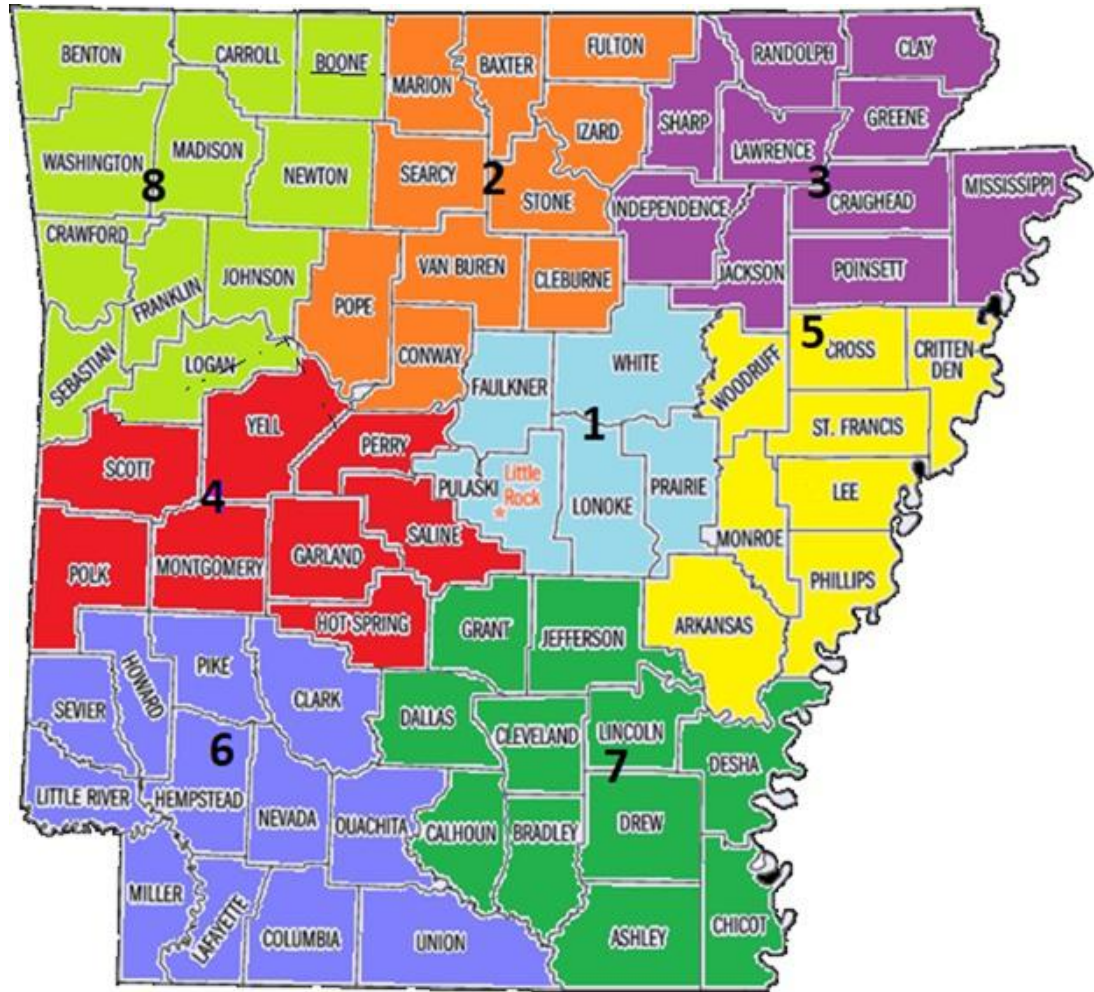 BENTON
CARROLL
BOONE
MARION
BAXTER
FULTON
RANDOLPH
CLAY
SHARP
IZARD
GREENE
LAWRENCE
WASHINGTON
MADISON
NEWTON
SEARCY
2
STONE
8
3
MISSISSIPPI
INDEPENDENCE
CRAIGHEAD
CRAWFORD
JOHNSON
VAN BUREN
CLEBURNE
JACKSON
POINSETT
FRANKLIN
POPE
5
CROSS
CRITTEN-
DEN
SEBASTIAN
LOGAN
CONWAY
FAULKNER
WHITE
WOODRUFF
YELL
PERRY
1
ST. FRANCIS
SCOTT
4
PULASKI
Little
Rock
LONOKE
PRAIRIE
LEE
SALINE
MONROE
POLK
MONTGOMERY
GARLAND
PHILLIPS
HOT SPRING
GRANT
JEFFERSON
ARKANSAS
PIKE
HOWARD
SEVIER
CLARK
DALLAS
CLEVELAND
LINCOLN
6
7
DESHA
LITTLE RIVER
HEMPSTEAD
NEVADA
OUACHITA
CALHOUN
BRADLEY
DREW
MILLER
LAFAYETTE
COLUMBIA
UNION
ASHLEY
CHICOT